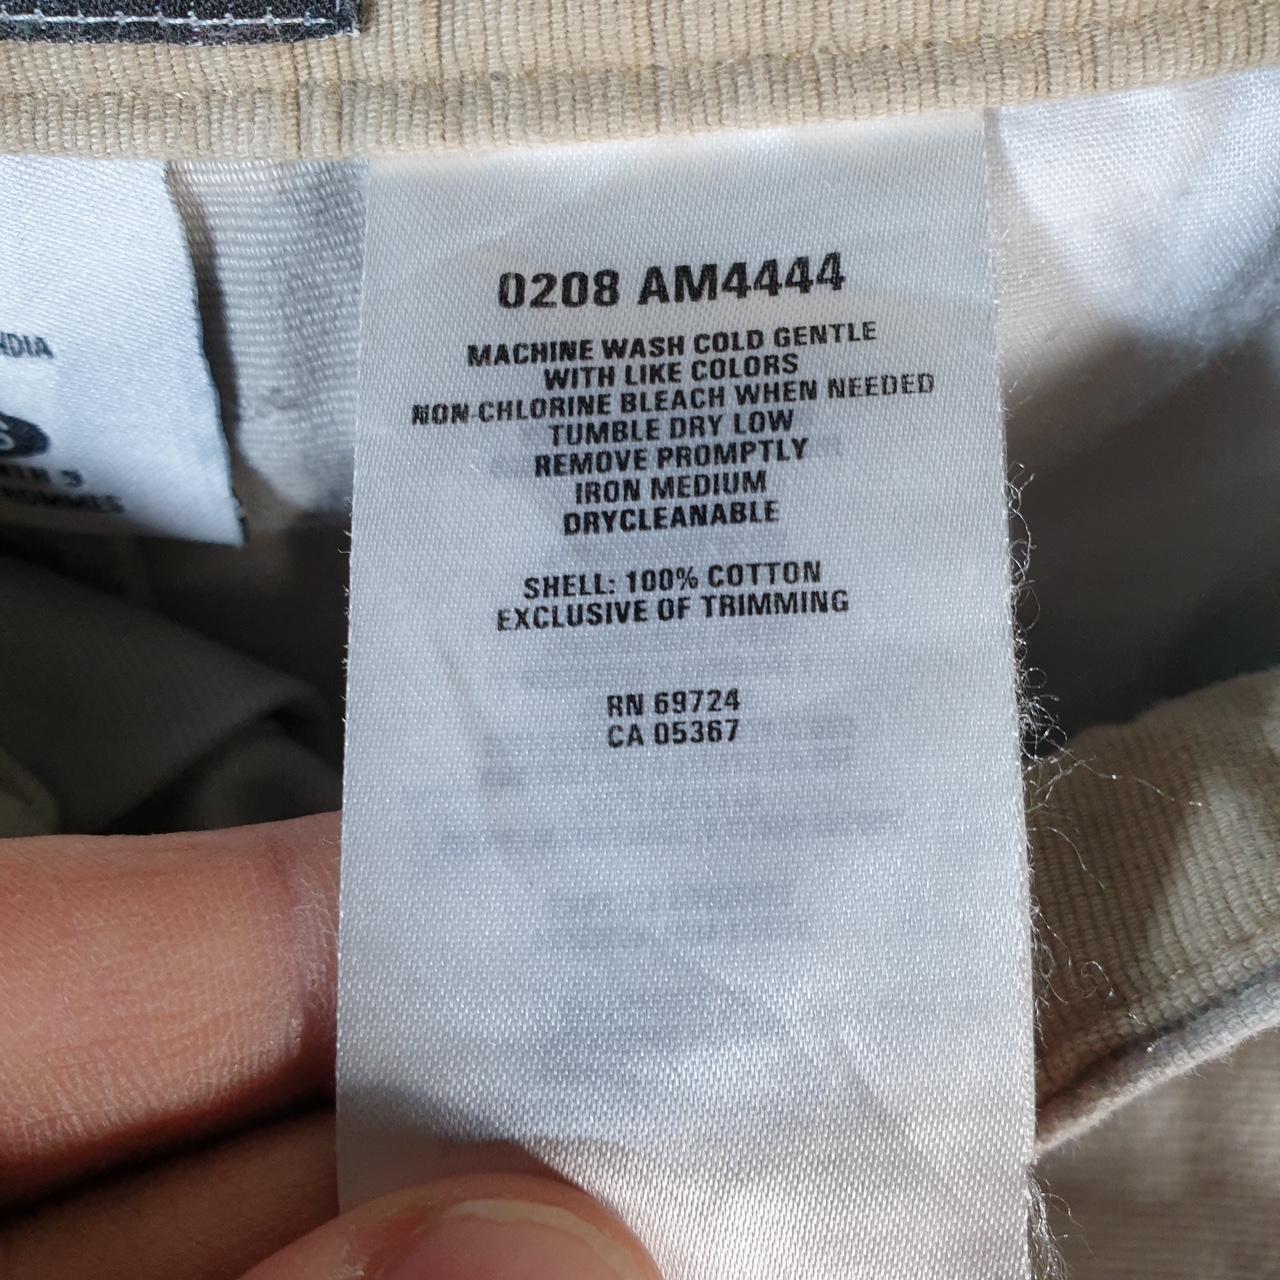 0208 AM4444
MACHINE WASH COLD GENTLE
WITH LIKE COLORS
NON-CHLORINE BLEACH WHEN NEEDED
TUMBLE DRY LOW
REMOVE PROMPTLY
IRON MEDIUM
DRYCLEANABLE
SHELL: 100% COTTON
EXCLUSIVE OF TRIMMING
RN 69724
CA 05367